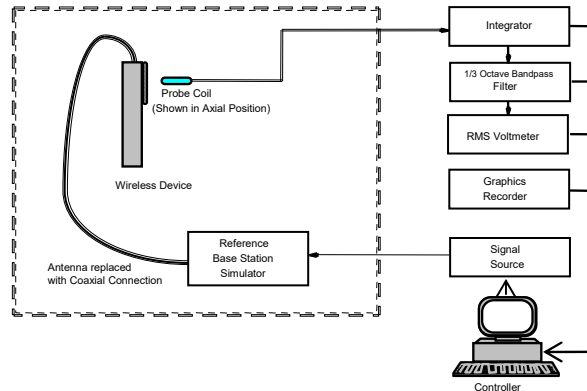 Integrator
1/3 Octave Bandpass
Filter
RMS Voltmeter
Graphics
Recorder
Signal
Source
Controller
Probe Coil
(Shown in Axial Position)
Wireless Device
Reference
Base Station
Simulator
Antenna replaced
with Coaxial Connection